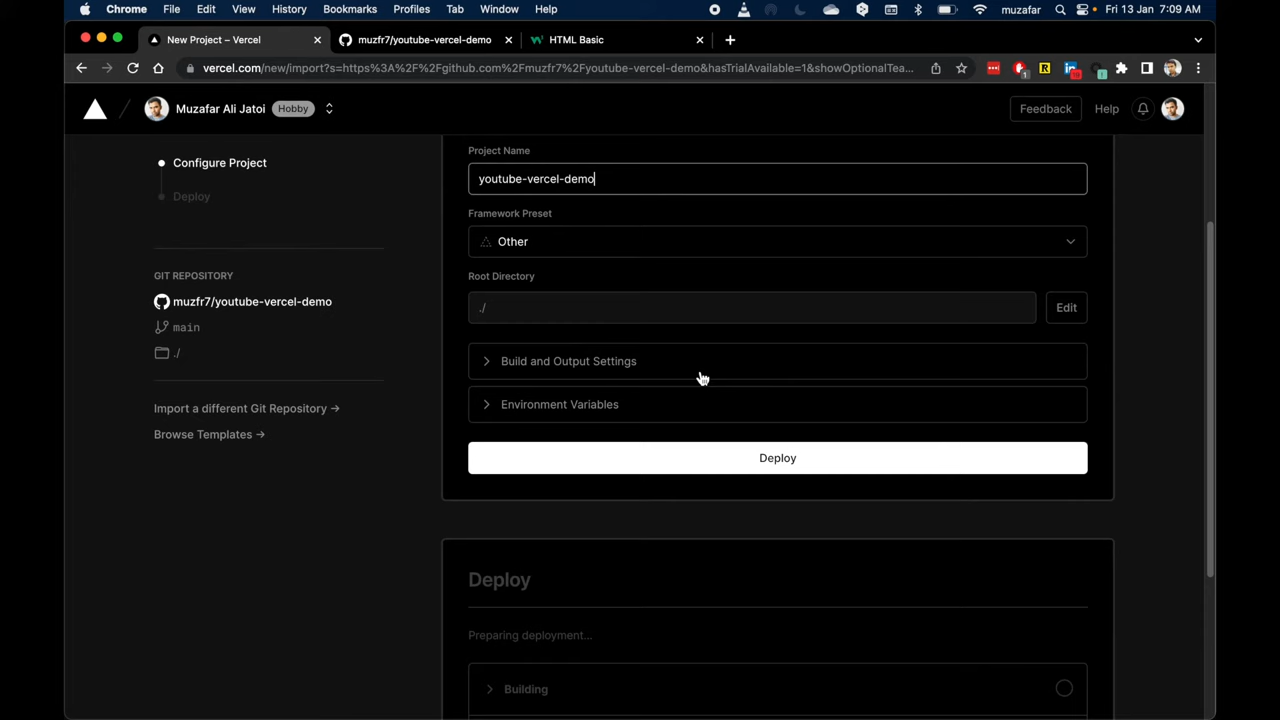 Chrome File Edit View History Bookmarks Profiles Tab Window Help muzafar Fri 13 Jan 7:09 AM
New Project – Vercel muzfr7/youtube-vercel-demo HTML Basic
vercel.com/new/import?s=https%3A%2F%2Fgithub.com%2Fmuzfr7%2Fyoutube-vercel-demo&hasTrialAvailable=1&showOptionalTea...
Muzafar Ali Jatoi Hobby Feedback Help
Configure Project
Deploy
GIT REPOSITORY
muzfr7/youtube-vercel-demo
main
./
Import a different Git Repository →
Browse Templates →
Project Name
youtube-vercel-demo
Framework Preset
Other
Root Directory
./ Edit
Build and Output Settings
Environment Variables
Deploy
Deploy
Preparing deployment...
Building